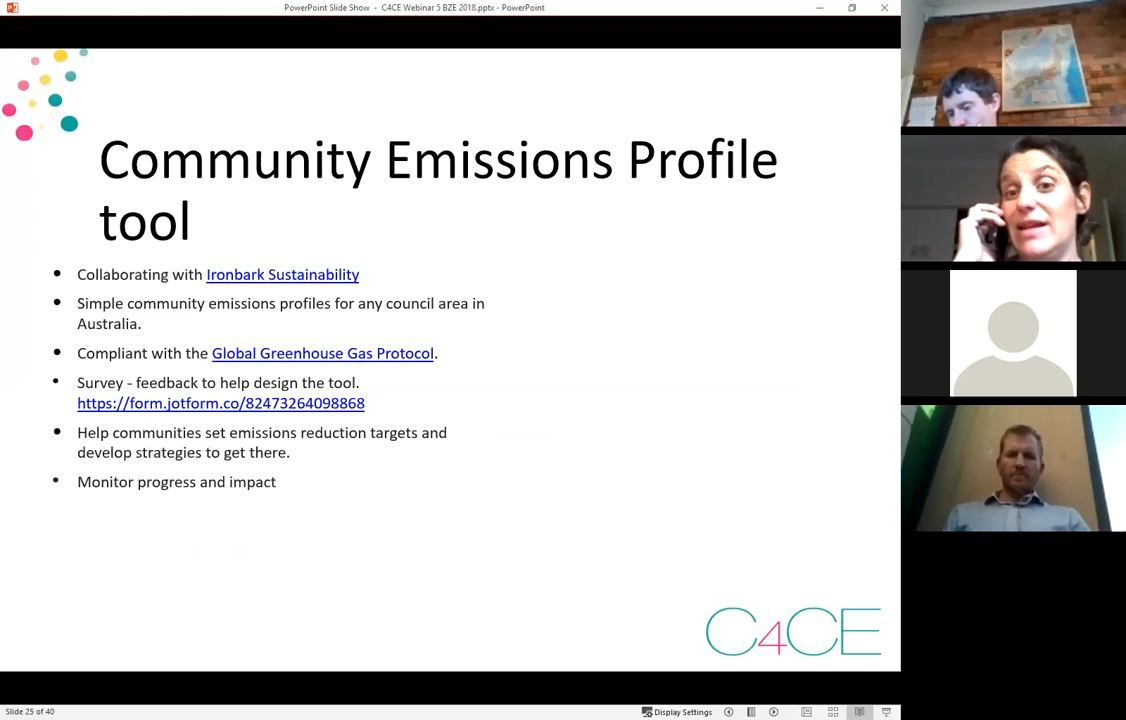 PowerPoint Slide Show - C4CE Webinar 5 BZE 2018.pptx - PowerPoint
Community Emissions Profile
tool
• Collaborating with Ironbark Sustainability
• Simple community emissions profiles for any council area in
Australia.
• Compliant with the Global Greenhouse Gas Protocol.
• Survey - feedback to help design the tool.
https://form.jotform.co/82473264098868
• Help communities set emissions reduction targets and
develop strategies to get there.
• Monitor progress and impact
C4CE
Slide 25 of 40
Display Settings